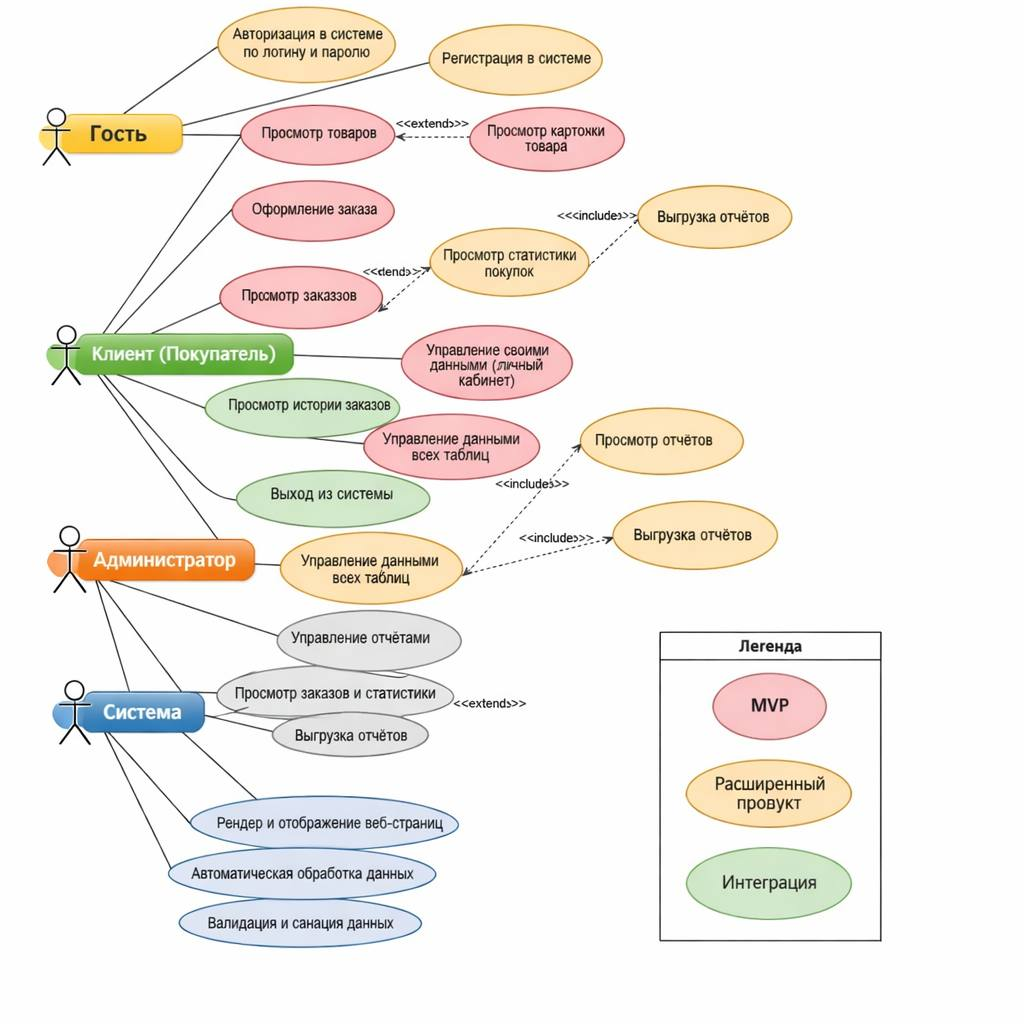 Авторизация в системе
по лотину и паролю
Регистрация в системе
Гость
Просмотр товаров
<<extend>>>
Просмотр картонки
товара
Оформление заказа
<<<include>>>
Выгрузка отчётов
Просмотр статистики
покупок
<<tend>>>
Просмотр заказзов
Клиент (Покупатель)
Управление своими
данными (личный
кабинет)
Просмотр истории заказов
Управление данными
всех таблиц
Просмотр отчётов
<<include>>>
Выход из системы
<<include>>>
Выгрузка отчётов
Администратор
Управление данными
всех таблиц
Управление отчётами
Легенда
Просмотр заказов и статистики
<<extends>>>
MVP
Система
Выгрузка отчётов
Расширенный
провукт
Рендер и отображение веб-страниц
Автоматическая обработка данных
Интеграция
Валидация и санация данных